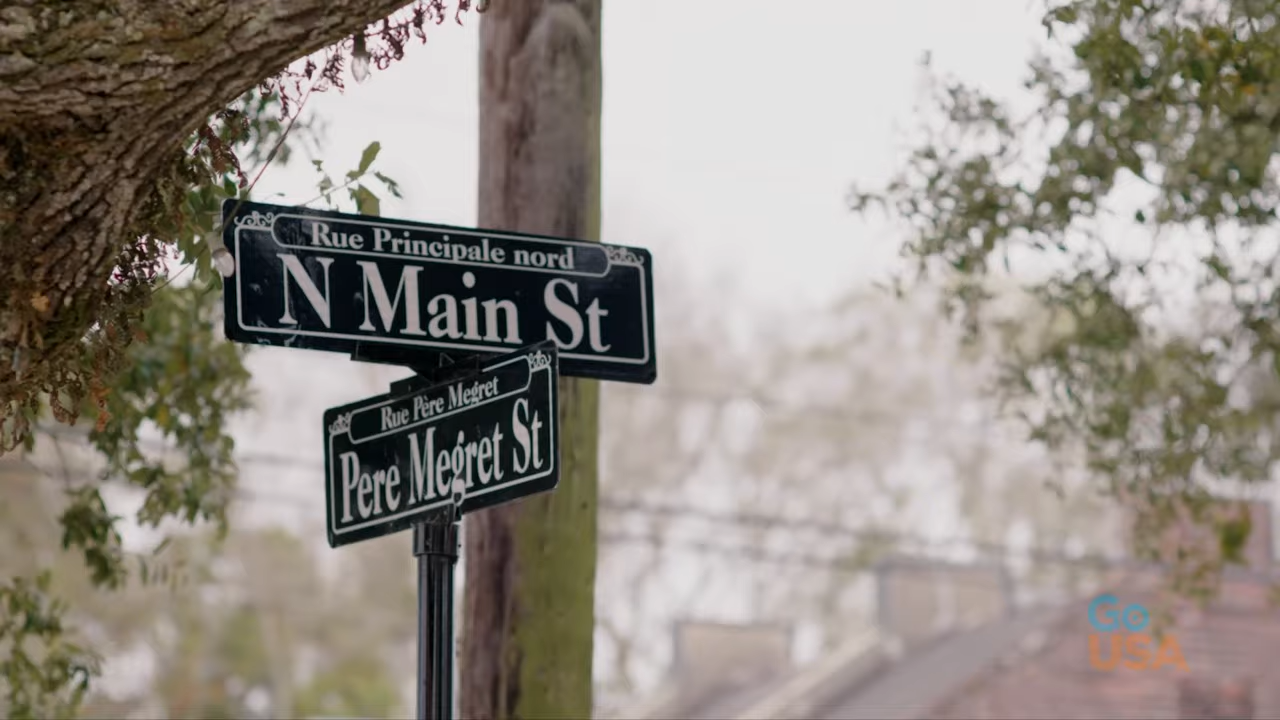 Rue Principale nord
N Main St
Rue Père Megret
Pere Megret St
Go
USA